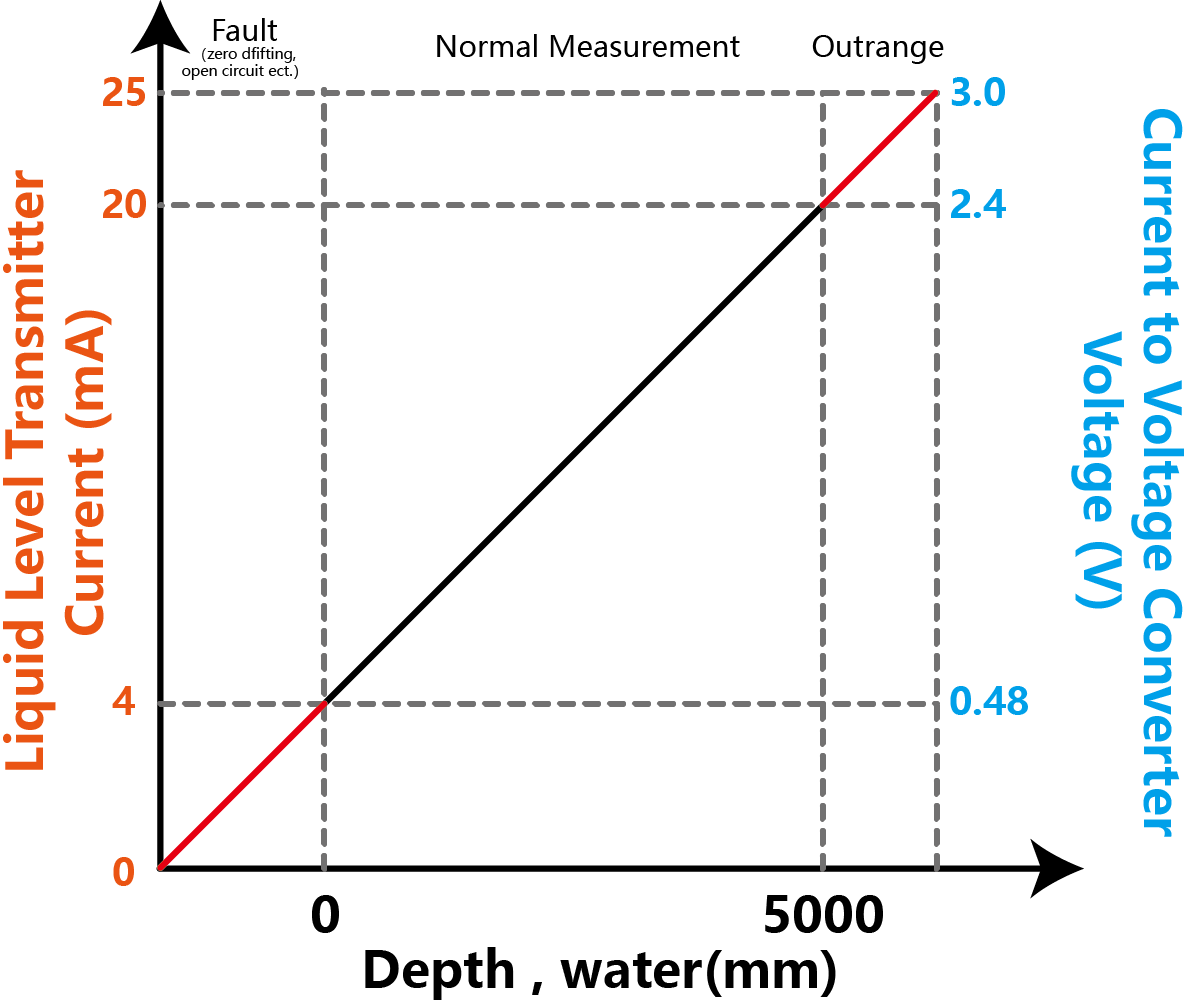 Fault
(zero dfifting,
open circuit ect.)
Normal Measurement
Outrange
25
20
4
0
3.0
2.4
0.48
Liquid Level Transmitter
Current (mA)
Current to Voltage Converter
Voltage (V)
0
5000
Depth , water(mm)